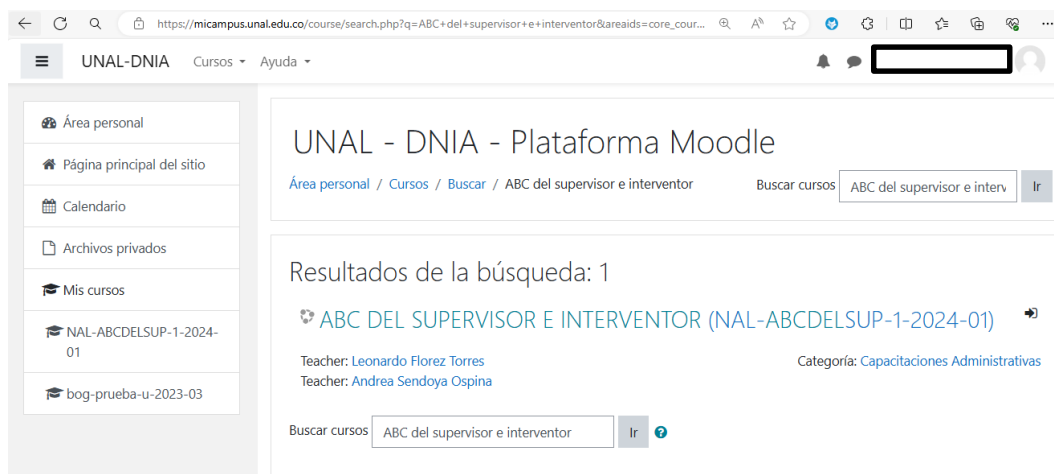 https://micampus.unal.edu.co/course/search.php?q=ABC+del+supervisor+e+interventor&areaids=core_cour...
UNAL-DNIA Cursos Ayuda
Área personal
Página principal del sitio
Calendario
Archivos privados
Mis cursos
NAL-ABCDELSUP-1-2024-
01
bog-prueba-u-2023-03
UNAL - DNIA - Plataforma Moodle
Área personal / Cursos / Buscar / ABC del supervisor e interventor
Buscar cursos ABC del supervisor e interv Ir
Resultados de la búsqueda: 1
ABC DEL SUPERVISOR E INTERVENTOR (NAL-ABCDELSUP-1-2024-01)
Teacher: Leonardo Florez Torres
Teacher: Andrea Sendoya Ospina
Categoría: Capacitaciones Administrativas
Buscar cursos ABC del supervisor e interventor Ir